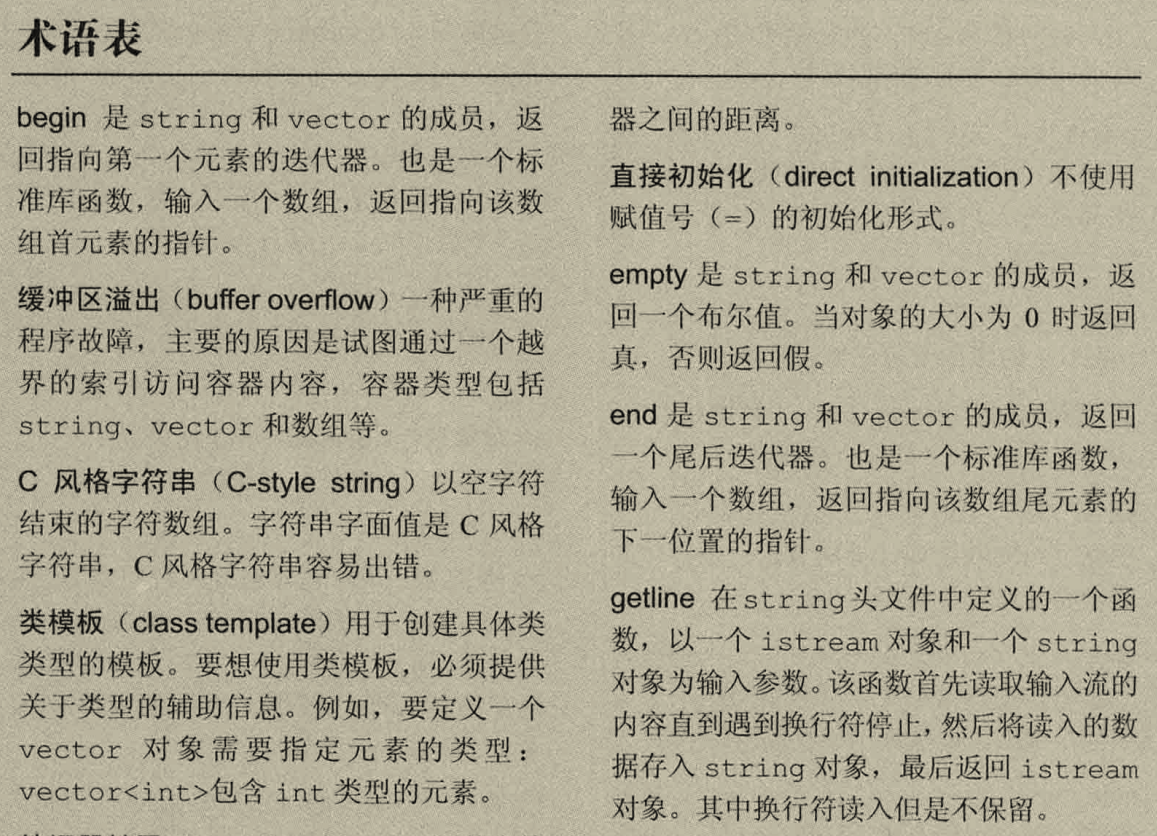 术语表
begin 是 string 和 vector 的成员，返
回指向第一个元素的迭代器。也是一个标
准库函数，输入一个数组，返回指向该数
组首元素的指针。
缓冲区溢出（buffer overflow）一种严重的
程序故障，主要的原因是试图通过一个越
界的索引访问容器内容，容器类型包括
string、vector 和数组等。
C 风格字符串（C-style string）以空字符
结束的字符数组。字符串字面值是 C 风格
字符串，C 风格字符串容易出错。
类模板（class template）用于创建具体类
类型的模板。要想使用类模板，必须提供
关于类型的辅助信息。例如，要定义一个
vector 对象需要指定元素的类型：
vector<int>包含 int 类型的元素。
器之间的距离。
直接初始化（direct initialization）不使用
赋值号（=）的初始化形式。
empty 是 string 和 vector 的成员，返
回一个布尔值。当对象的大小为 0 时返回
真，否则返回假。
end 是 string 和 vector 的成员，返回
一个尾后迭代器。也是一个标准库函数，
输入一个数组，返回指向该数组尾元素的
下一位置的指针。
getline 在string头文件中定义的一个函
数，以一个 istream 对象和一个 string
对象为输入参数。该函数首先读取输入流的
内容直到遇到换行符停止，然后将读入的数
据存入 string 对象，最后返回 istream
对象。其中换行符读入但是不保留。